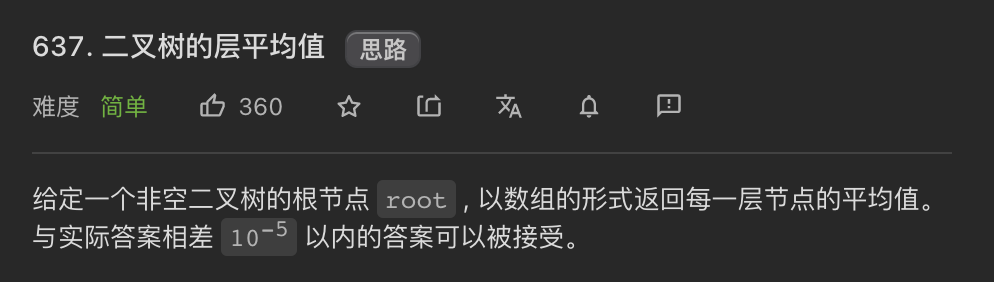 637. 二叉树的层平均值 思路
难度 简单 360
给定一个非空二叉树的根节点 root , 以数组的形式返回每一层节点的平均值。
与实际答案相差 10⁻⁵ 以内的答案可以被接受。